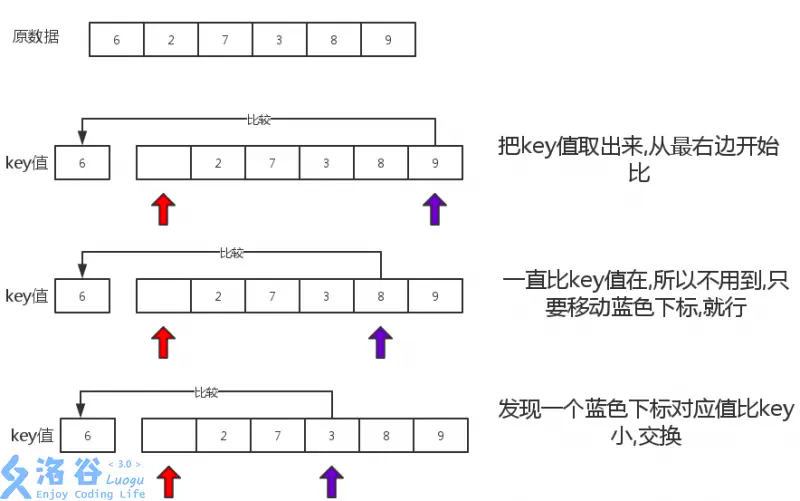 原数据 6 2 7 3 8 9
比较
key值 6 2 7 3 8 9
把key值取出来,从最右边开始
比
比较
key值 6 2 7 3 8 9
一直比key值在,所以不用到,只
要移动蓝色下标,就行
比较
key值 6 2 7 3 8 9
发现一个蓝色下标对应值比key
小,交换
洛谷 < 3.0 > Luogu
Enjoy Coding Life